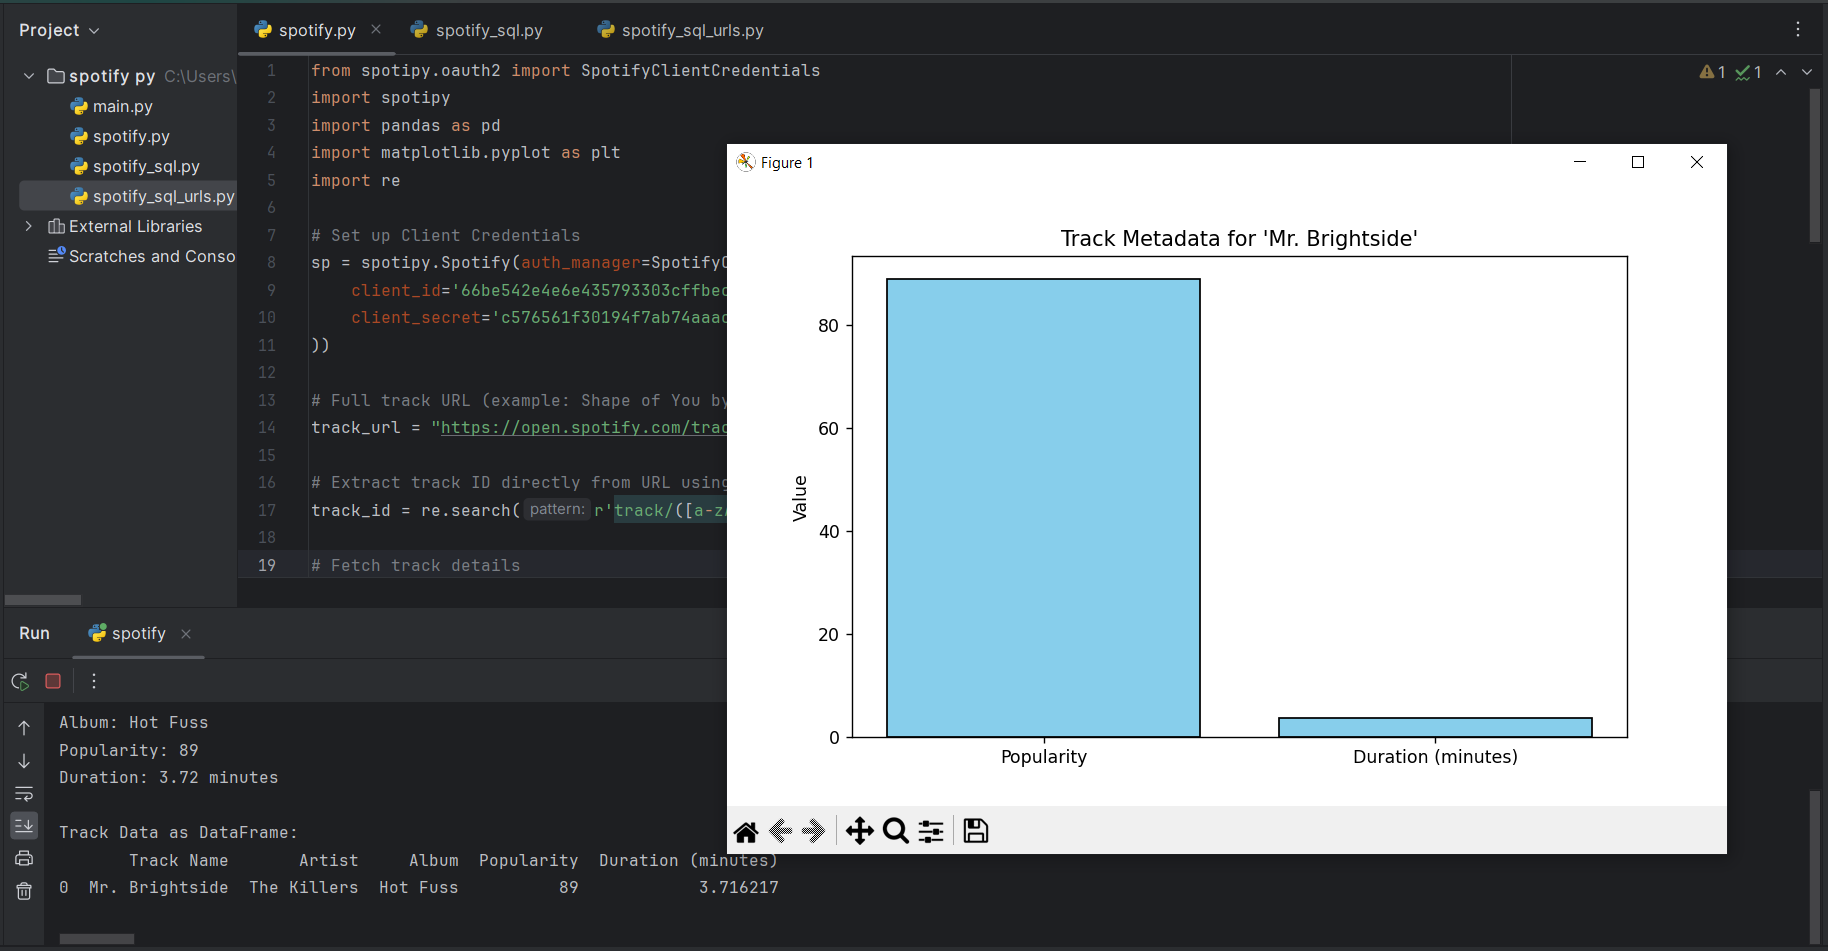 Project
spotify py C:\Users\
main.py
spotify.py
spotify_sql.py
spotify_sql_urls.py
External Libraries
Scratches and Conso
spotify.py spotify_sql.py spotify_sql_urls.py
1 1
1 from spotipy.oauth2 import SpotifyClientCredentials
2 import spotipy
3 import pandas as pd
4 import matplotlib.pyplot as plt
5 import re
6
7 # Set up Client Credentials
8 sp = spotipy.Spotify(auth_manager=SpotifyC
9 client_id='66be542e4e6e435793303cffbec
10 client_secret='c576561f30194f7ab74aaac
11 ))
12
13 # Full track URL (example: Shape of You by
14 track_url = "https://open.spotify.com/trac
15
16 # Extract track ID directly from URL using
17 track_id = re.search( pattern: r'track/([a-z
18
19 # Fetch track details
Figure 1
Track Metadata for 'Mr. Brightside'
Value
80
60
40
20
0
Popularity Duration (minutes)
Run spotify
Album: Hot Fuss
Popularity: 89
Duration: 3.72 minutes
Track Data as DataFrame:
Track Name Artist Album Popularity Duration (minutes)
0 Mr. Brightside The Killers Hot Fuss 89 3.716217